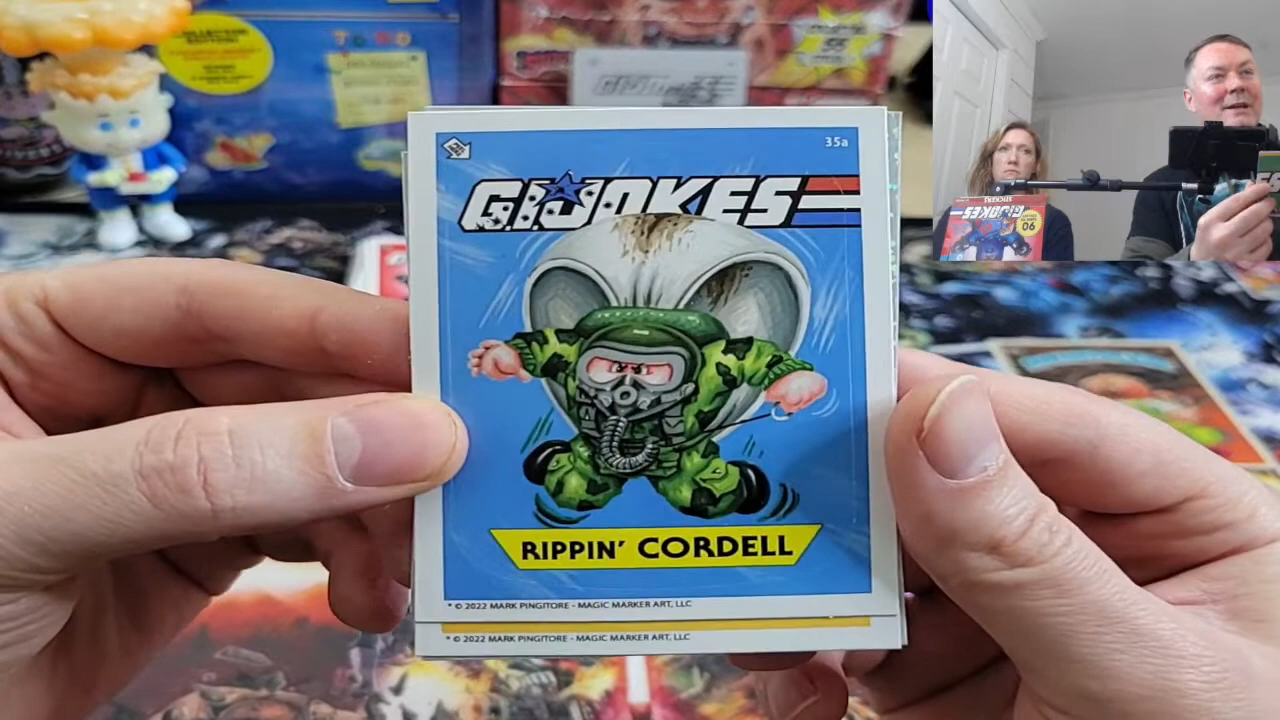 35a
G.I. JOKES
RIPPIN' CORDELL
* © 2022 MARK PINGITORE - MAGIC MARKER ART, LLC
* © 2022 MARK PINGITORE - MAGIC MARKER ART, LLC
STICKERS
G.I. JOKES
06